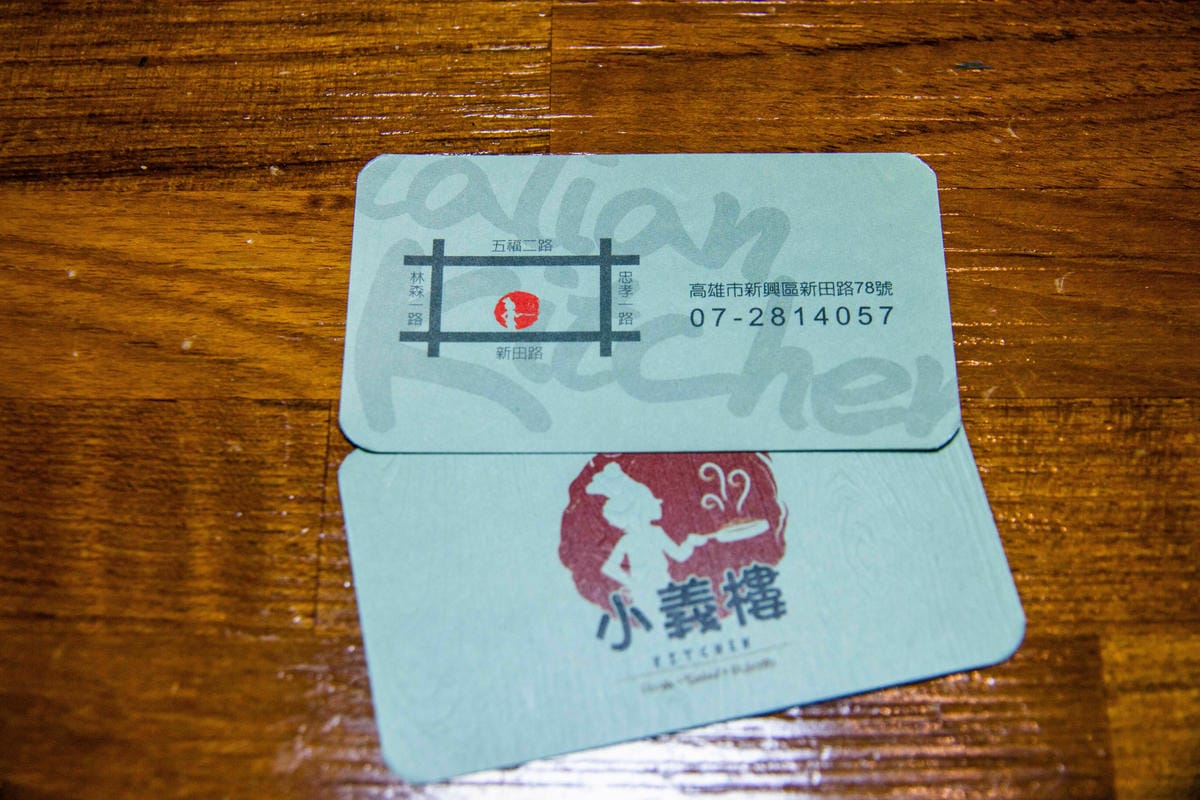 alian
Kitchen
五福二路
林森一路
忠孝一路
新田路
高雄市新興區新田路78號
07-2814057
小義樓
KITCHEN